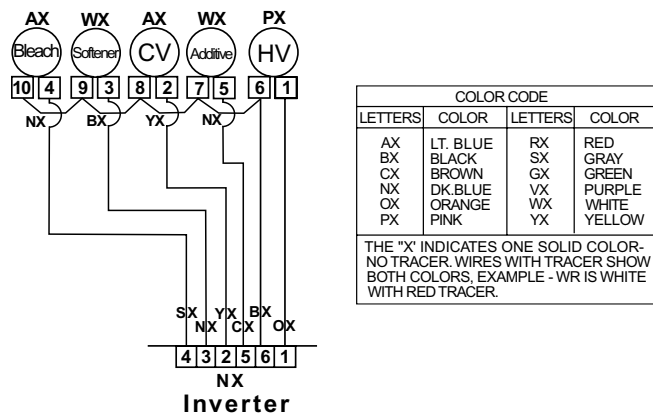 AX WX AX WX PX
Bleach Softener CV Additive HV
10 4 9 3 8 2 7 5 6 1
NX BX YX NX
SX YX BX
NX CX OX
4 3 2 5 6 1
NX
Inverter
COLOR CODE
LETTERS COLOR LETTERS COLOR
AX LT. BLUE RX RED
BX BLACK SX GRAY
CX BROWN GX GREEN
NX DK.BLUE VX PURPLE
OX ORANGE WX WHITE
PX PINK YX YELLOW
THE "X' INDICATES ONE SOLID COLOR-
NO TRACER. WIRES WITH TRACER SHOW
BOTH COLORS, EXAMPLE - WR IS WHITE
WITH RED TRACER.